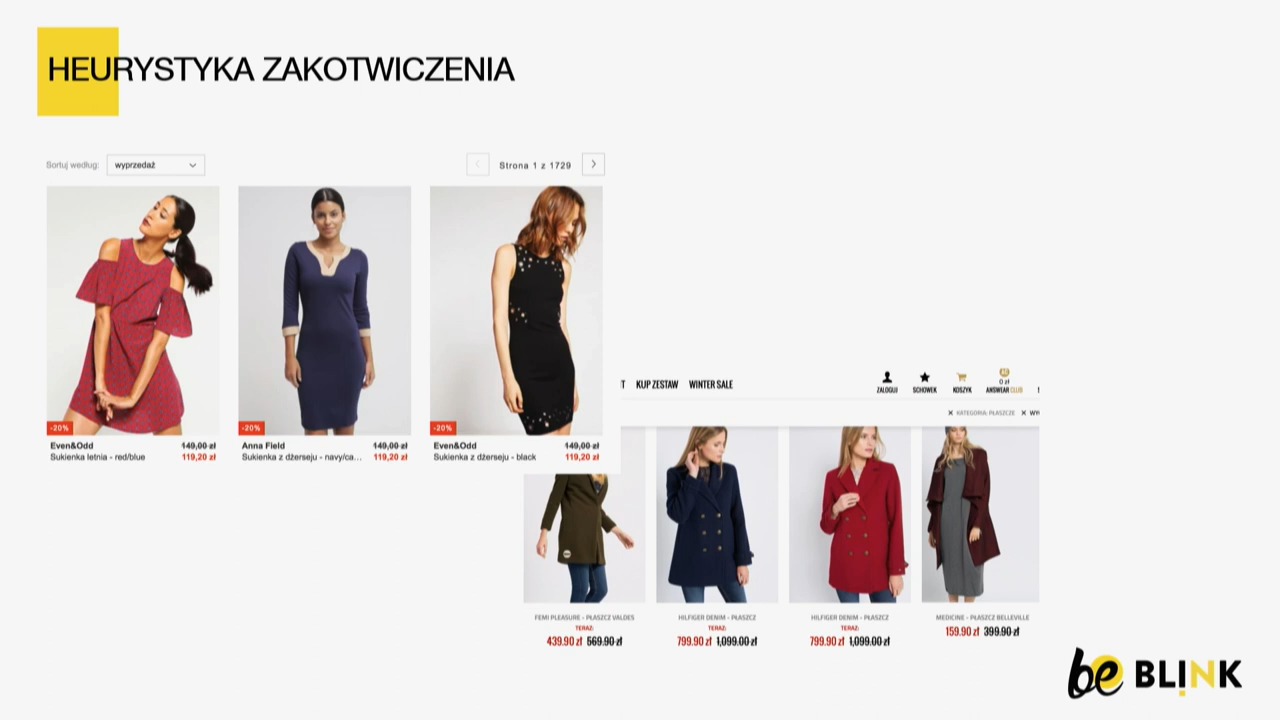 HEURYSTYKA ZAKOTWICZENIA
Sortuj według: wyprzedaż
Strona 1 z 1729
-20% -20% -20%
Even&Odd 149,00 zł
Sukienka letnia - red/blue 119,20 zł
Anna Field 149,00 zł
Sukienka z dżerseju - navy/ca... 119,20 zł
Even&Odd 149,00 zł
Sukienka z dżerseju - black 119,20 zł
KUP ZESTAW WINTER SALE
ZALOGUJ SCHOWEK KOSZYK
0 zł
ANSWEAR CLUB
× KATEGORIA: PŁASZCZE ×
FEMI PLEASURE - PŁASZCZ VALDES
TERAZ:
439.90 zł 569.90 zł
HILFIGER DENIM - PŁASZCZ
TERAZ:
799.90 zł 1,099.00 zł
HILFIGER DENIM - PŁASZCZ
TERAZ:
799.90 zł 1,099.00 zł
MEDICINE - PŁASZCZ BELLEVILLE
159.90 zł 399.90 zł
be BLINK